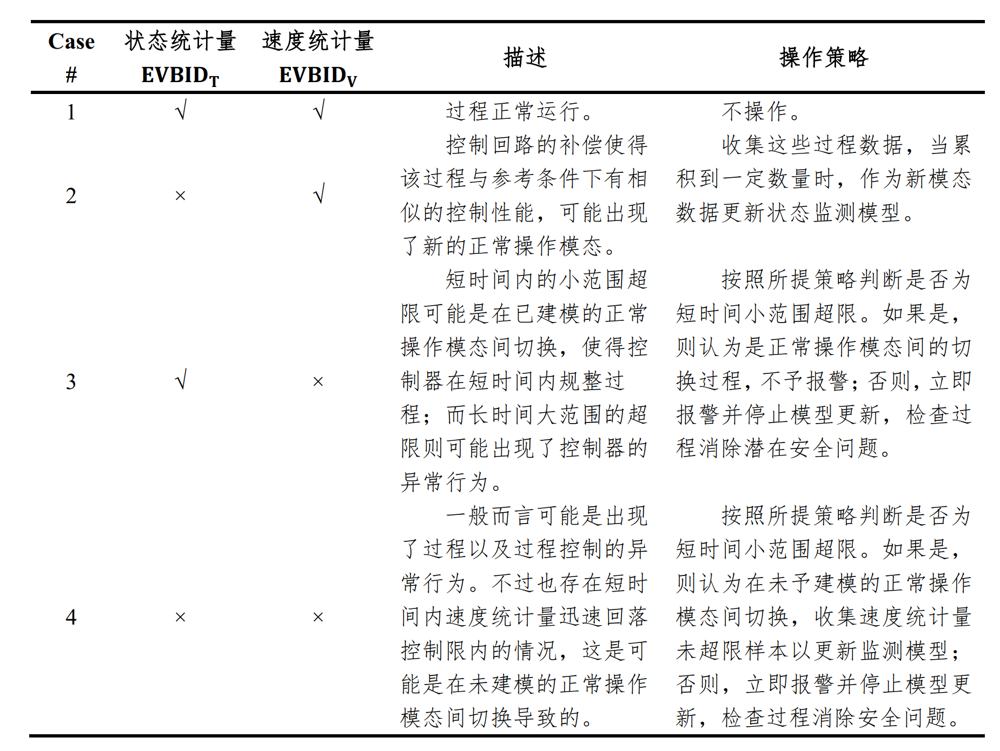 Case 状态统计量 速度统计量 描述 操作策略
# EVBID_T EVBID_V
1 √ √ 过程正常运行。 不操作。
控制回路的补偿使得 收集这些过程数据，当累
该过程与参考条件下有相 积到一定数量时，作为新模态
2 × √ 似的控制性能，可能出现 数据更新状态监测模型。
了新的正常操作模态。
短时间内的小范围超 按照所提策略判断是否为
限可能是在已建模的正常 短时间小范围超限。如果是，
操作模态间切换，使得控 则认为是正常操作模态间的切
3 √ × 制器在短时间内规整过 换过程，不予报警；否则，立即
程；而长时间大范围的超 报警并停止模型更新，检查过
限则可能出现了控制器的 程消除潜在安全问题。
异常行为。
一般而言可能是出现 按照所提策略判断是否为
了过程以及过程控制的异 短时间小范围超限。如果是，
常行为。不过也存在短时 则认为在未予建模的正常操作
4 × × 间内速度统计量迅速回落 模态间切换，收集速度统计量
控制限内的情况，这是可 未超限样本以更新监测模型；
能是在未建模的正常操作 否则，立即报警并停止模型更
模态间切换导致的。 新，检查过程消除安全问题。